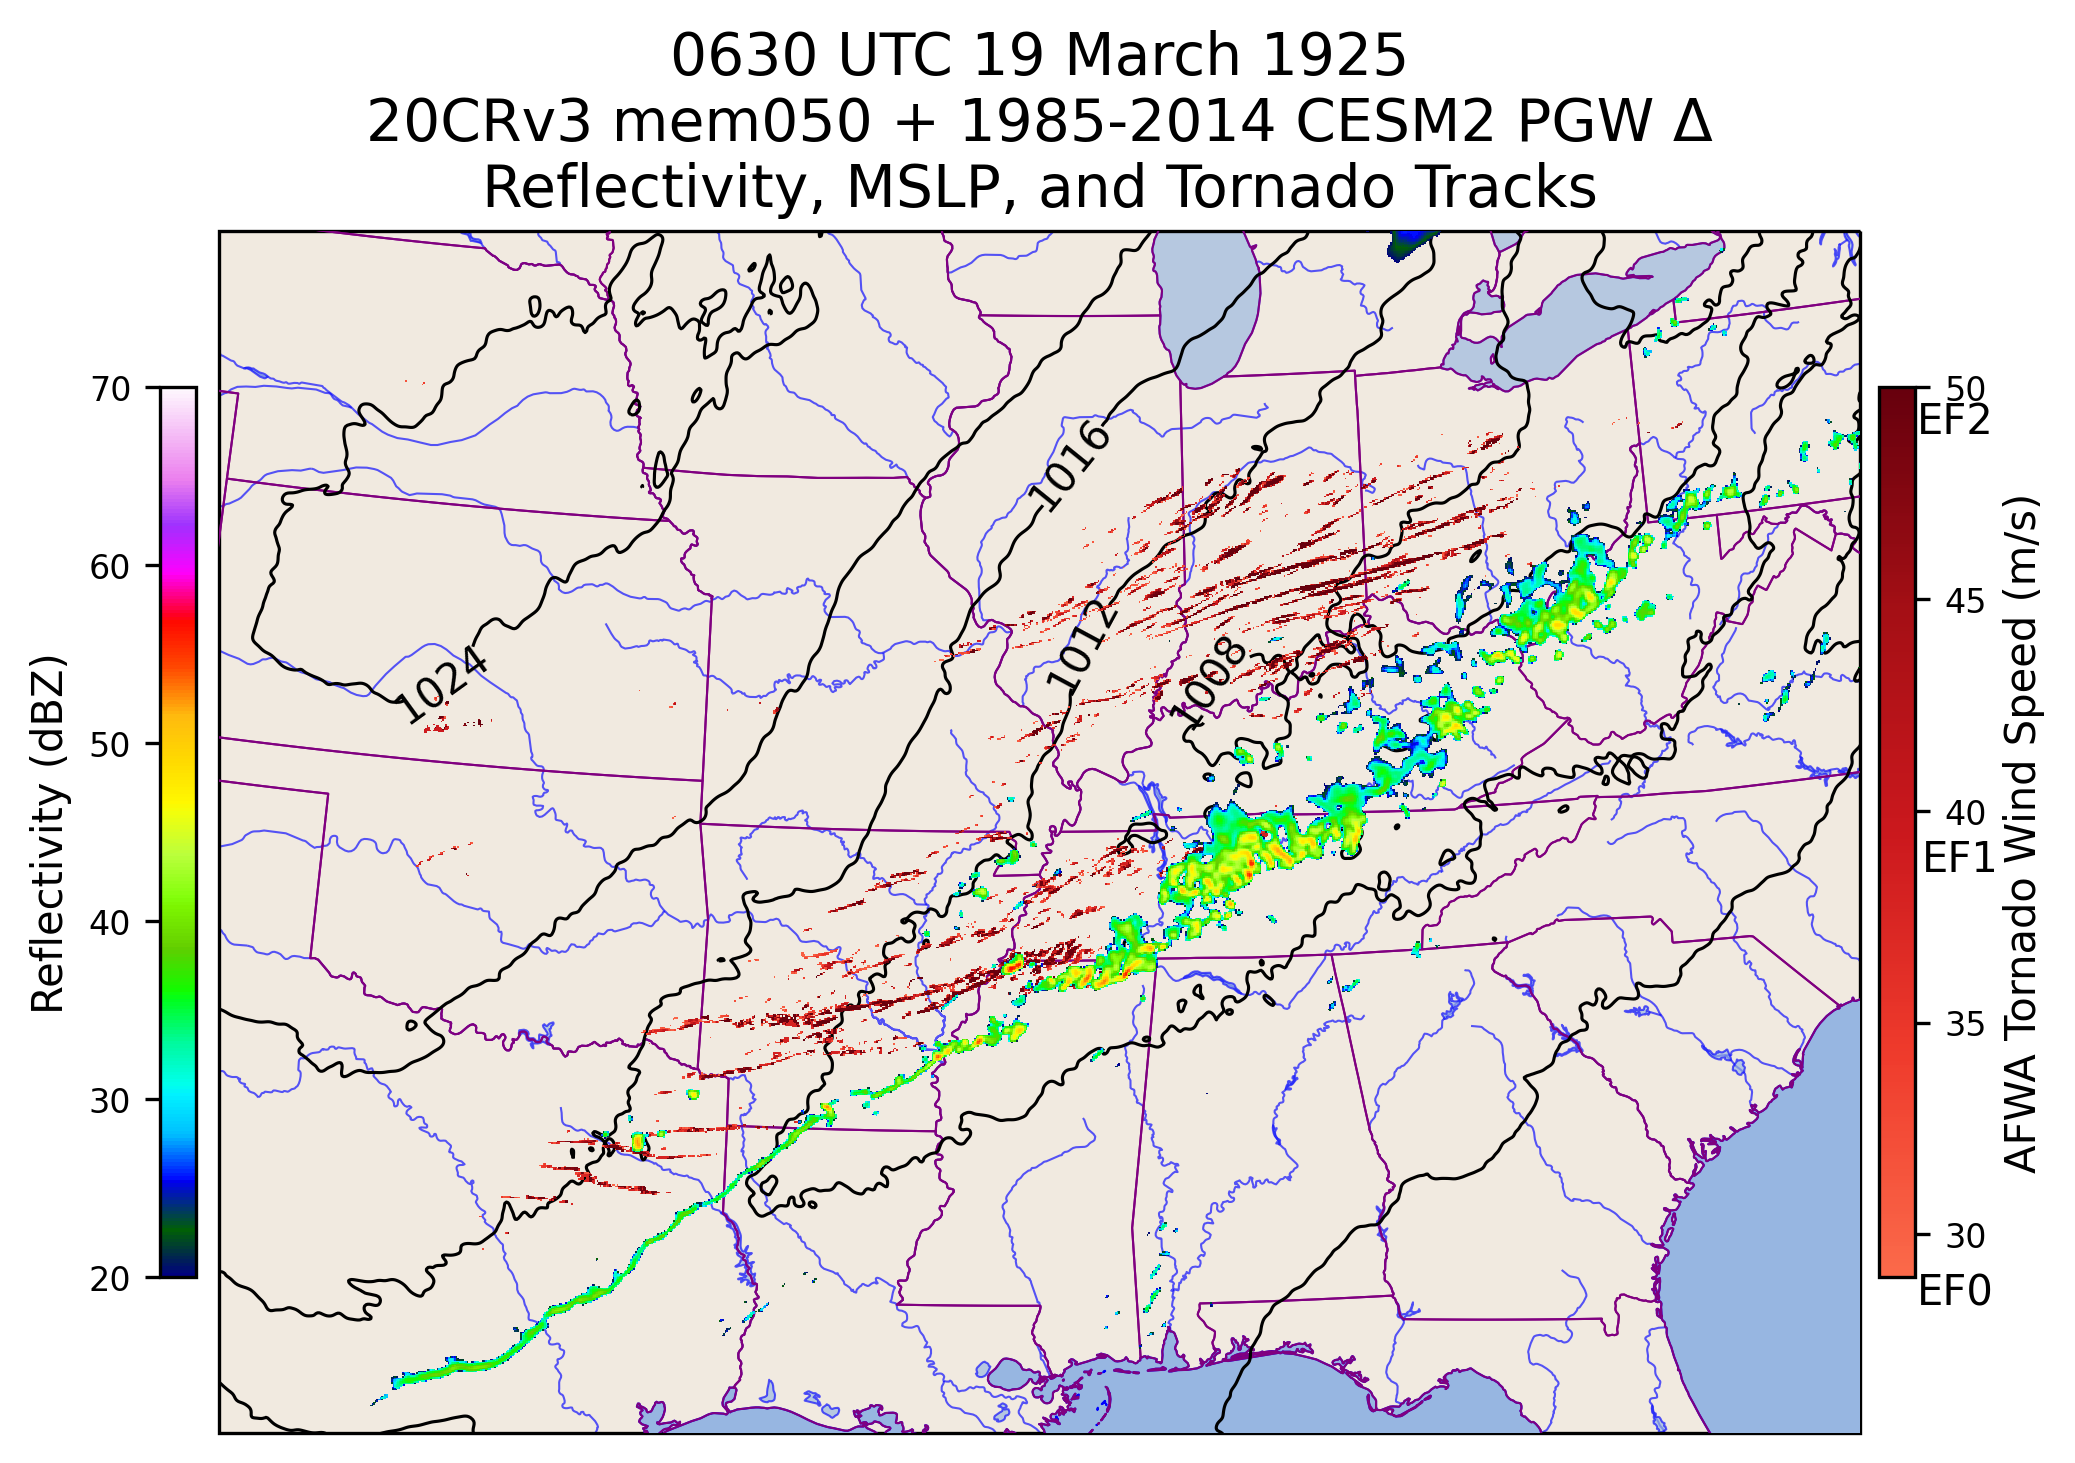 0630 UTC 19 March 1925
20CRv3 mem050 + 1985-2014 CESM2 PGW Δ
Reflectivity, MSLP, and Tornado Tracks
1016
1012
1008
1024
70
60
50
40
30
20
Reflectivity (dBZ)
50
EF2
45
40
EF1
35
30
EF0
AFWA Tornado Wind Speed (m/s)